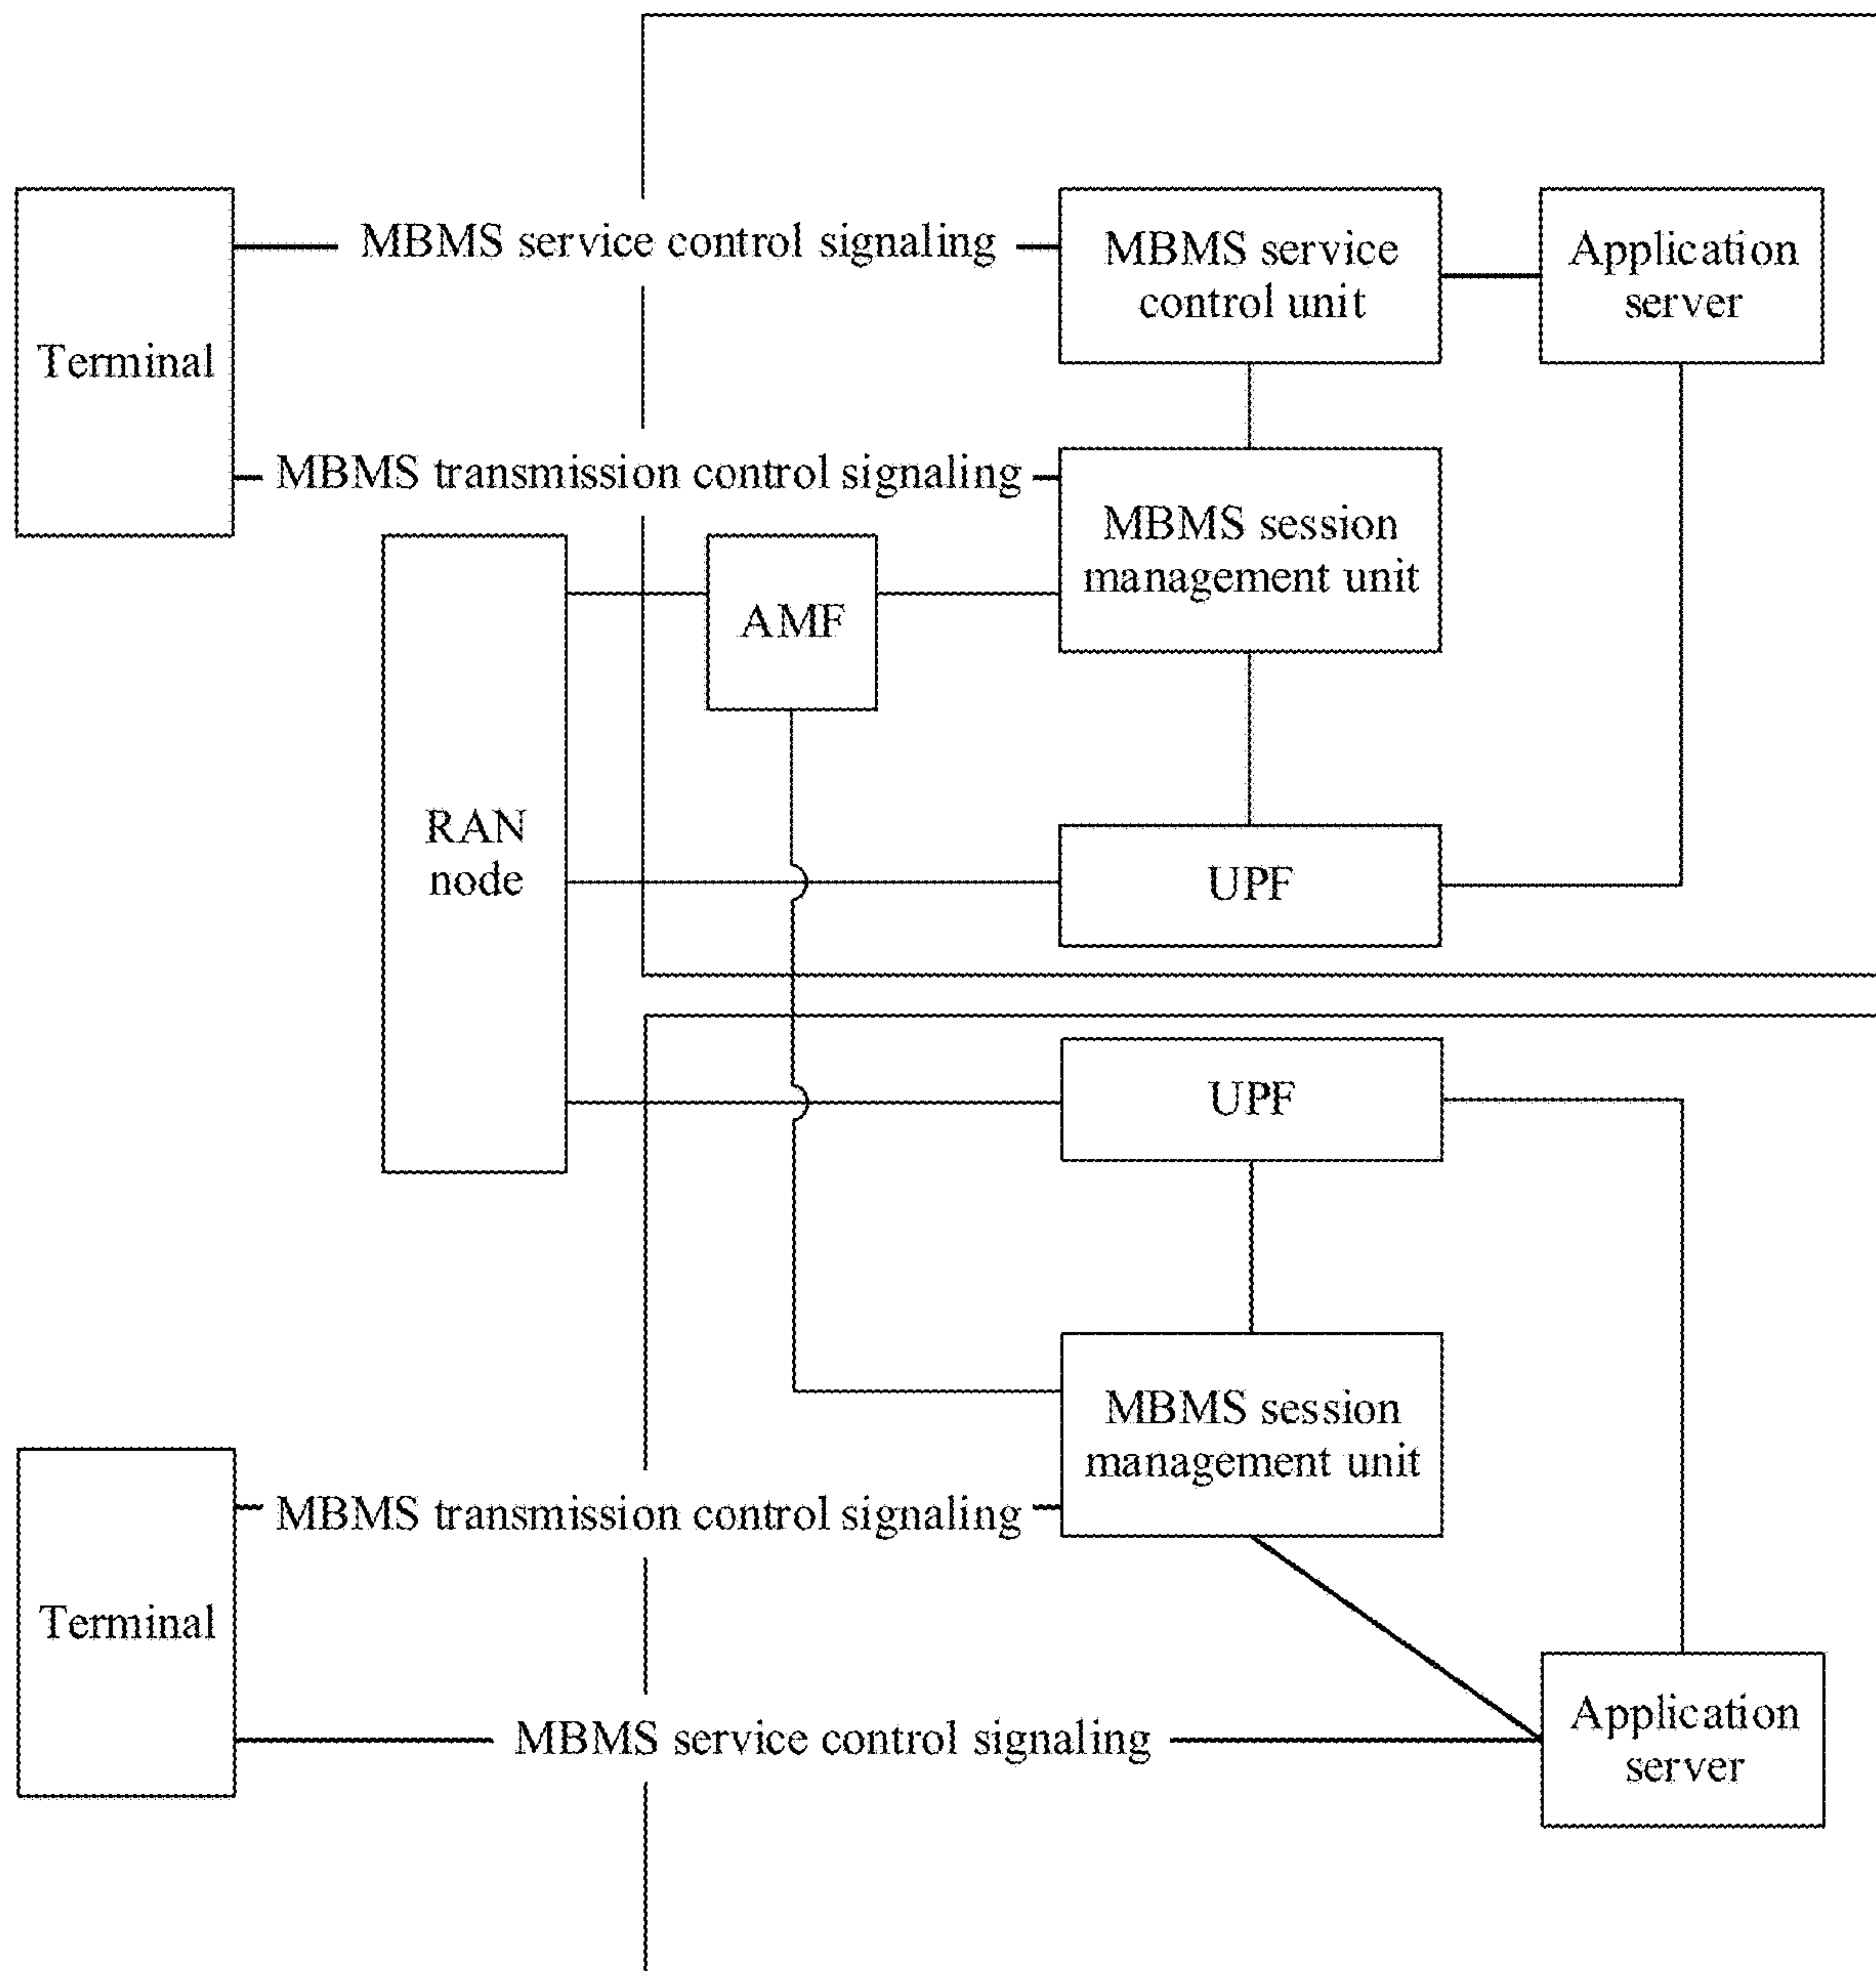 MBMS service control signaling
MBMS service
control unit
Application
server
Terminal
MBMS transmission control signaling
MBMS session
management unit
AMF
RAN
node
UPF
UPF
MBMS session
management unit
MBMS transmission control signaling
Terminal
MBMS service control signaling
Application
server